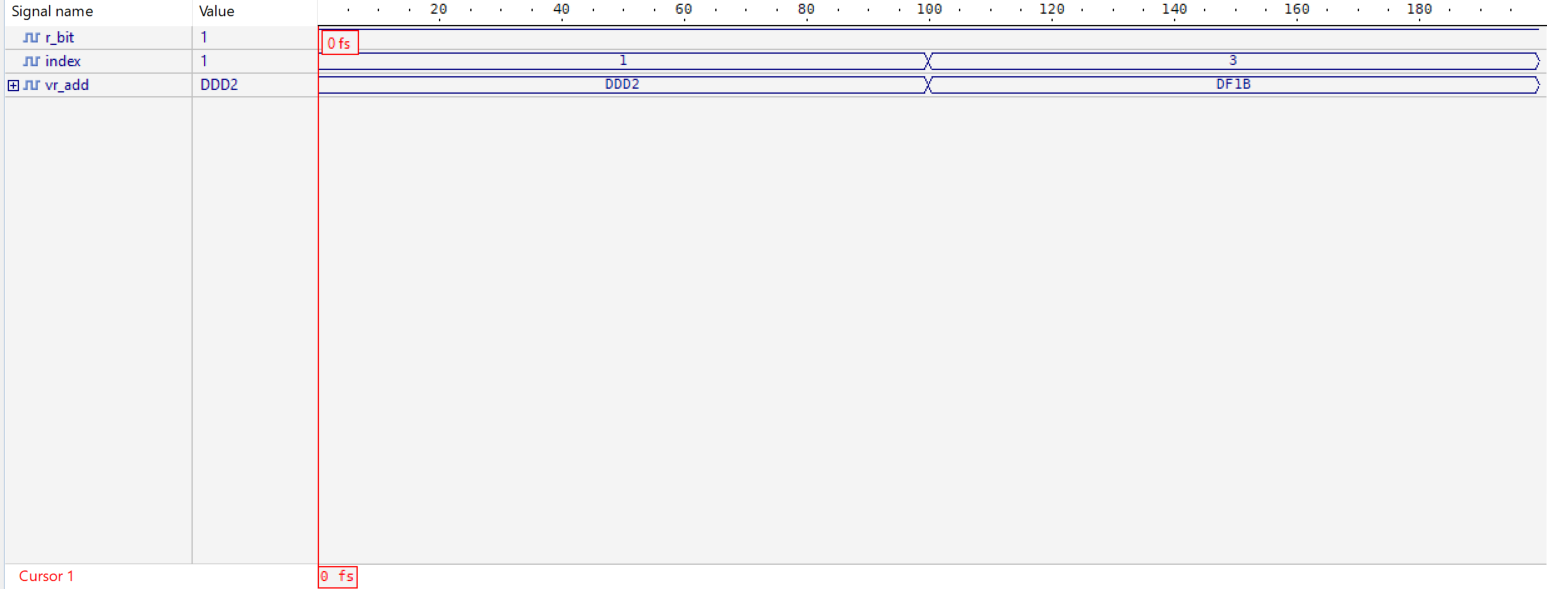 Signal name Value 20 40 60 80 100 120 140 160 180
r_bit 1 0 fs
index 1 1 3
vr_add DDD2 DDD2 DF1B
Cursor 1 0 fs